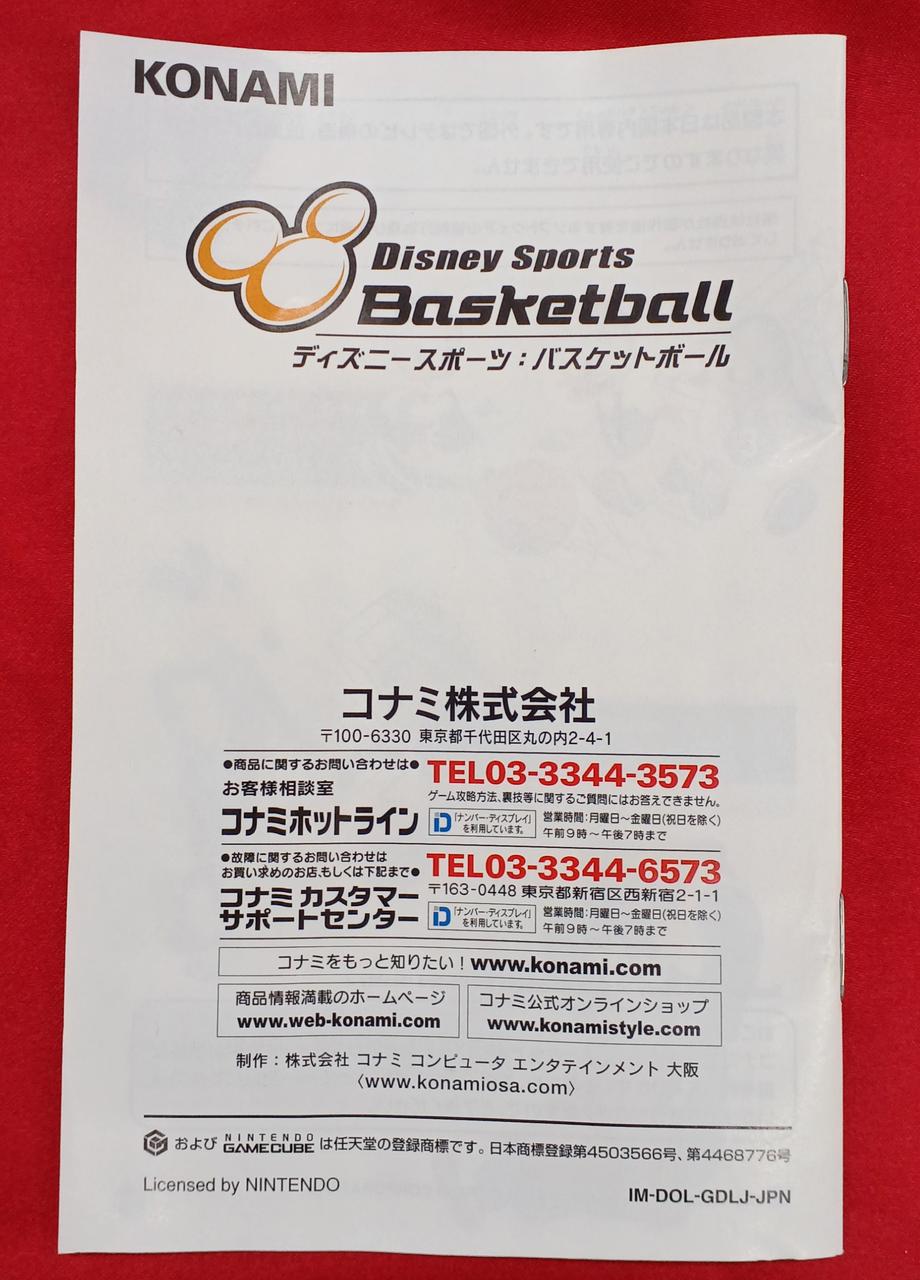 KONAMI
Disney Sports
Basketball
ディズニースポーツ：バスケットボール
コナミ株式会社
〒100-6330 東京都千代田区丸の内2-4-1
●商品に関するお問い合わせは●
お客様相談室
コナミホットライン
TEL03-3344-3573
ゲーム攻略方法、裏技等に関するご質問にはお答えできません。
「ナンバー・ディスプレイ」
を利用しています。
営業時間:月曜日～金曜日(祝日を除く)
午前9時～午後7時まで
●故障に関するお問い合わせは
お買い求めのお店、もしくは下記まで●
コナミ カスタマー
サポートセンター
TEL03-3344-6573
〒163-0448 東京都新宿区西新宿2-1-1
「ナンバー・ディスプレイ」
を利用しています。
営業時間:月曜日～金曜日(祝日を除く)
午前9時～午後7時まで
コナミをもっと知りたい！www.konami.com
商品情報満載のホームページ
www.web-konami.com
コナミ公式オンラインショップ
www.konamistyle.com
制作：株式会社 コナミ コンピュータ エンタテインメント 大阪
〈www.konamiosa.com〉
および NINTENDO GAMECUBE は任天堂の登録商標です。日本商標登録第4503566号、第4468776号
Licensed by NINTENDO
IM-DOL-GDLJ-JPN